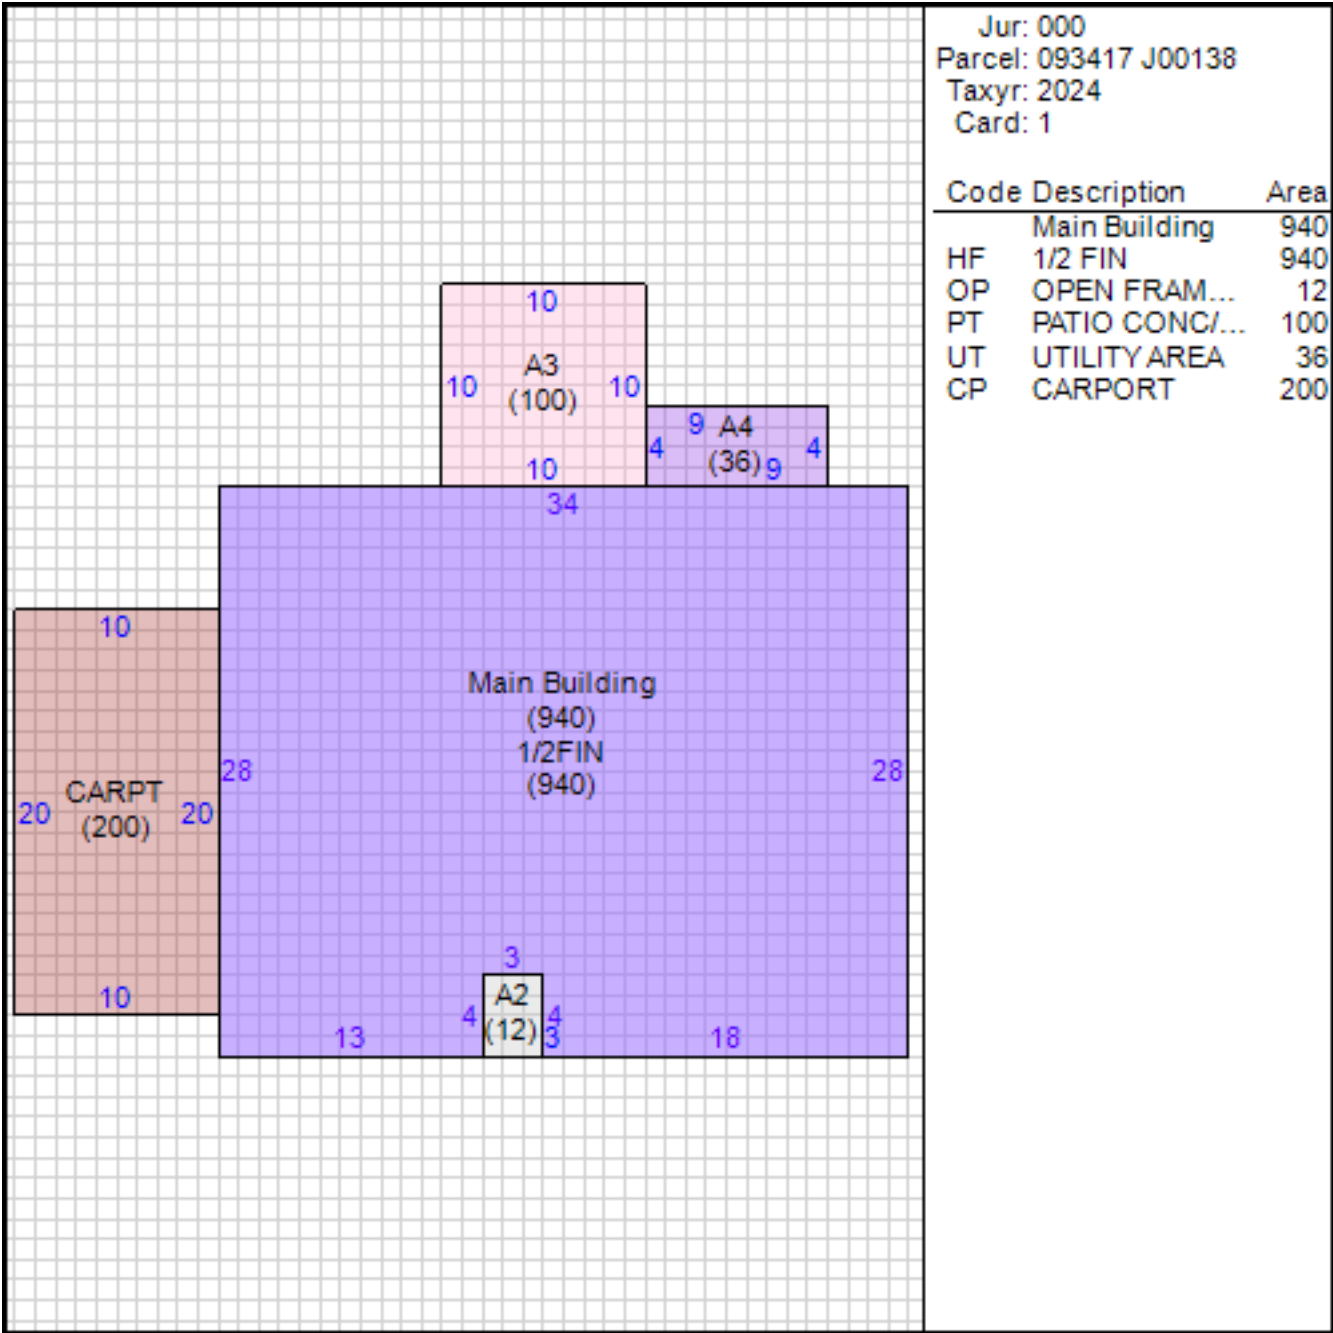 Jur: 000
Parcel: 093417 J00138
Taxyr: 2024
Card: 1
Code Description Area
Main Building 940
HF 1/2 FIN 940
OP OPEN FRAM... 12
PT PATIO CONC/... 100
UT UTILITY AREA 36
CP CARPORT 200
10
A3
10 10
(100)
10
9 A4
4 4
(36) 9
34
10
Main Building
(940)
1/2FIN
(940)
28 28
CARPT
20 20
(200)
10
3
A2
4 4
(12) 3
13 18